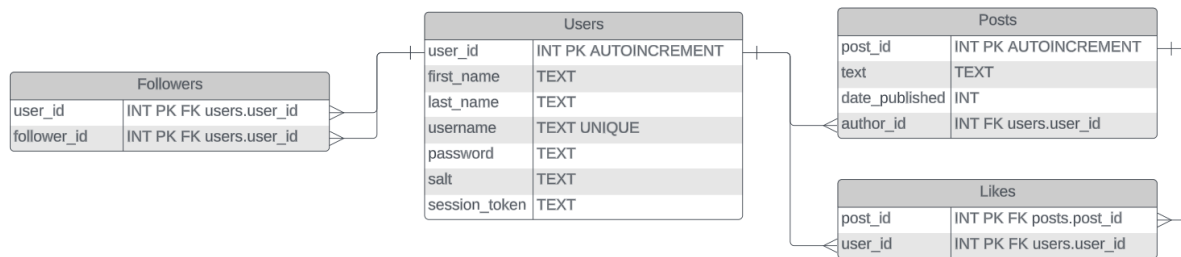 Followers
user_id INT PK FK users.user_id
follower_id INT PK FK users.user_id
Users
user_id INT PK AUTOINCREMENT
first_name TEXT
last_name TEXT
username TEXT UNIQUE
password TEXT
salt TEXT
session_token TEXT
Posts
post_id INT PK AUTOINCREMENT
text TEXT
date_published INT
author_id INT FK users.user_id
Likes
post_id INT PK FK posts.post_id
user_id INT PK FK users.user_id